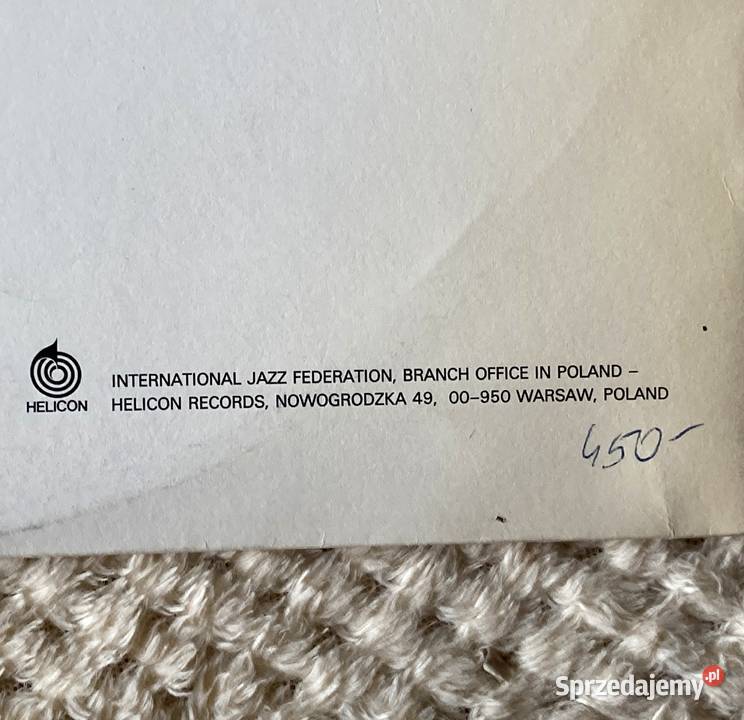 INTERNATIONAL JAZZ FEDERATION, BRANCH OFFICE IN POLAND –
HELICON
HELICON RECORDS, NOWOGRODZKA 49, 00–950 WARSAW, POLAND
450-
Sprzedajemy.pl